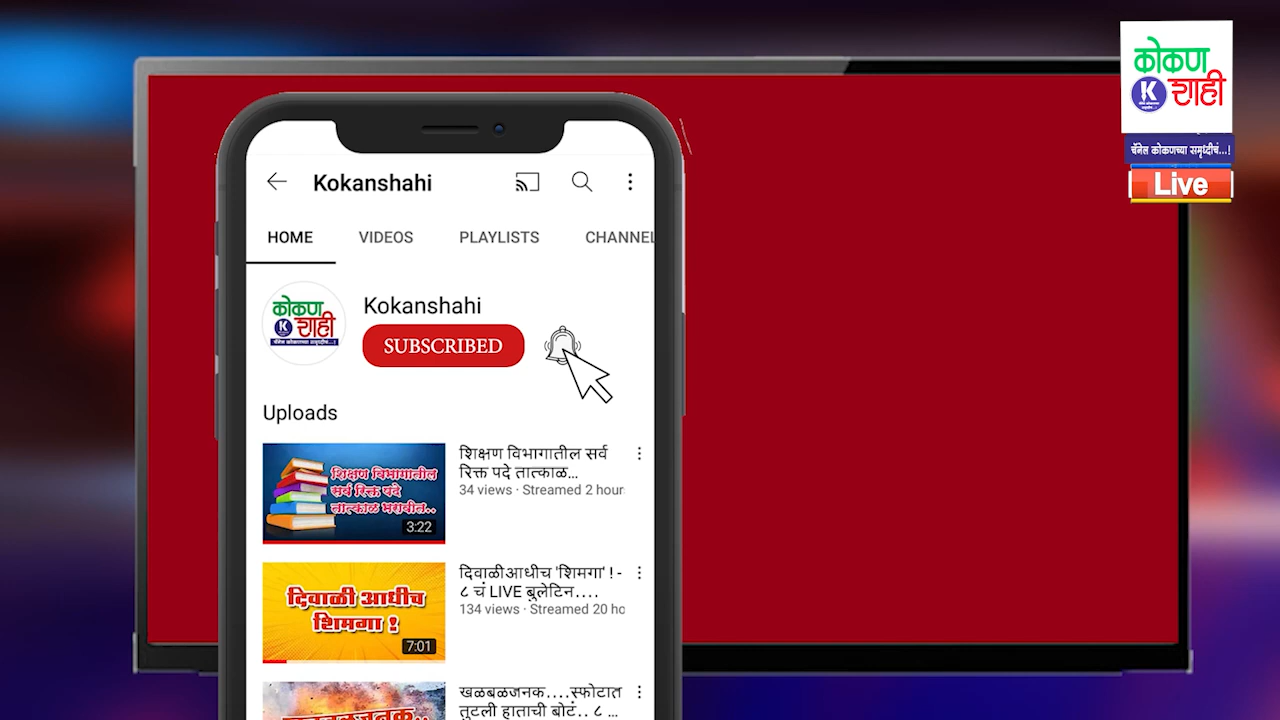 कोकण
K शाही
चॅनेल कोकणच्या समृध्दीचं...!
Live
Kokanshahi
HOME VIDEOS PLAYLISTS CHANNEL
कोकण
K शाही
Kokanshahi
SUBSCRIBED
Uploads
शिक्षण विभागातील
सर्व रिक्त पदे
तात्काळ भरावीत..
3:22
शिक्षण विभागातील सर्व
रिक्त पदे तात्काळ...
34 views · Streamed 2 hour
दिवाळी आधीच
शिमगा !
7:01
दिवाळीआधीच 'शिमगा' ! -
८ चं LIVE बुलेटिन....
134 views · Streamed 20 ho
खळबळजनक..
खळबळजनक....स्फोटात
तुटली हाताची बोटं.. ८ ...